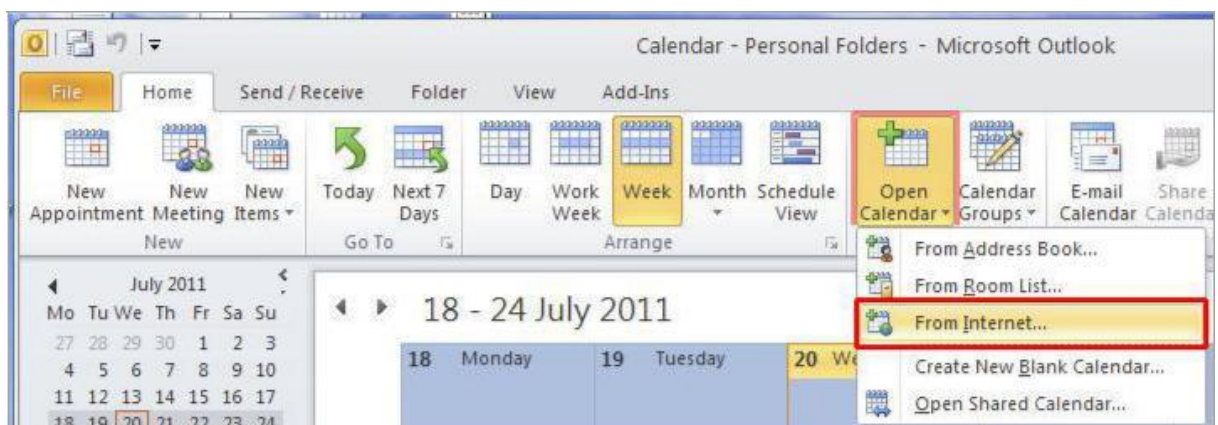 Calendar - Personal Folders - Microsoft Outlook
File Home Send / Receive Folder View Add-Ins
New Appointment
New Meeting
New Items
Today
Next 7 Days
Day
Work Week
Week
Month
Schedule View
Open Calendar
Calendar Groups
E-mail Calendar
Share
New
Go To
Arrange
From Address Book...
From Room List...
From Internet...
Create New Blank Calendar...
Open Shared Calendar...
July 2011
Mo Tu We Th Fr Sa Su
27 28 29 30 1 2 3
4 5 6 7 8 9 10
11 12 13 14 15 16 17
18 19 20 21 22 23 24
18 - 24 July 2011
18 Monday
19 Tuesday
20 We